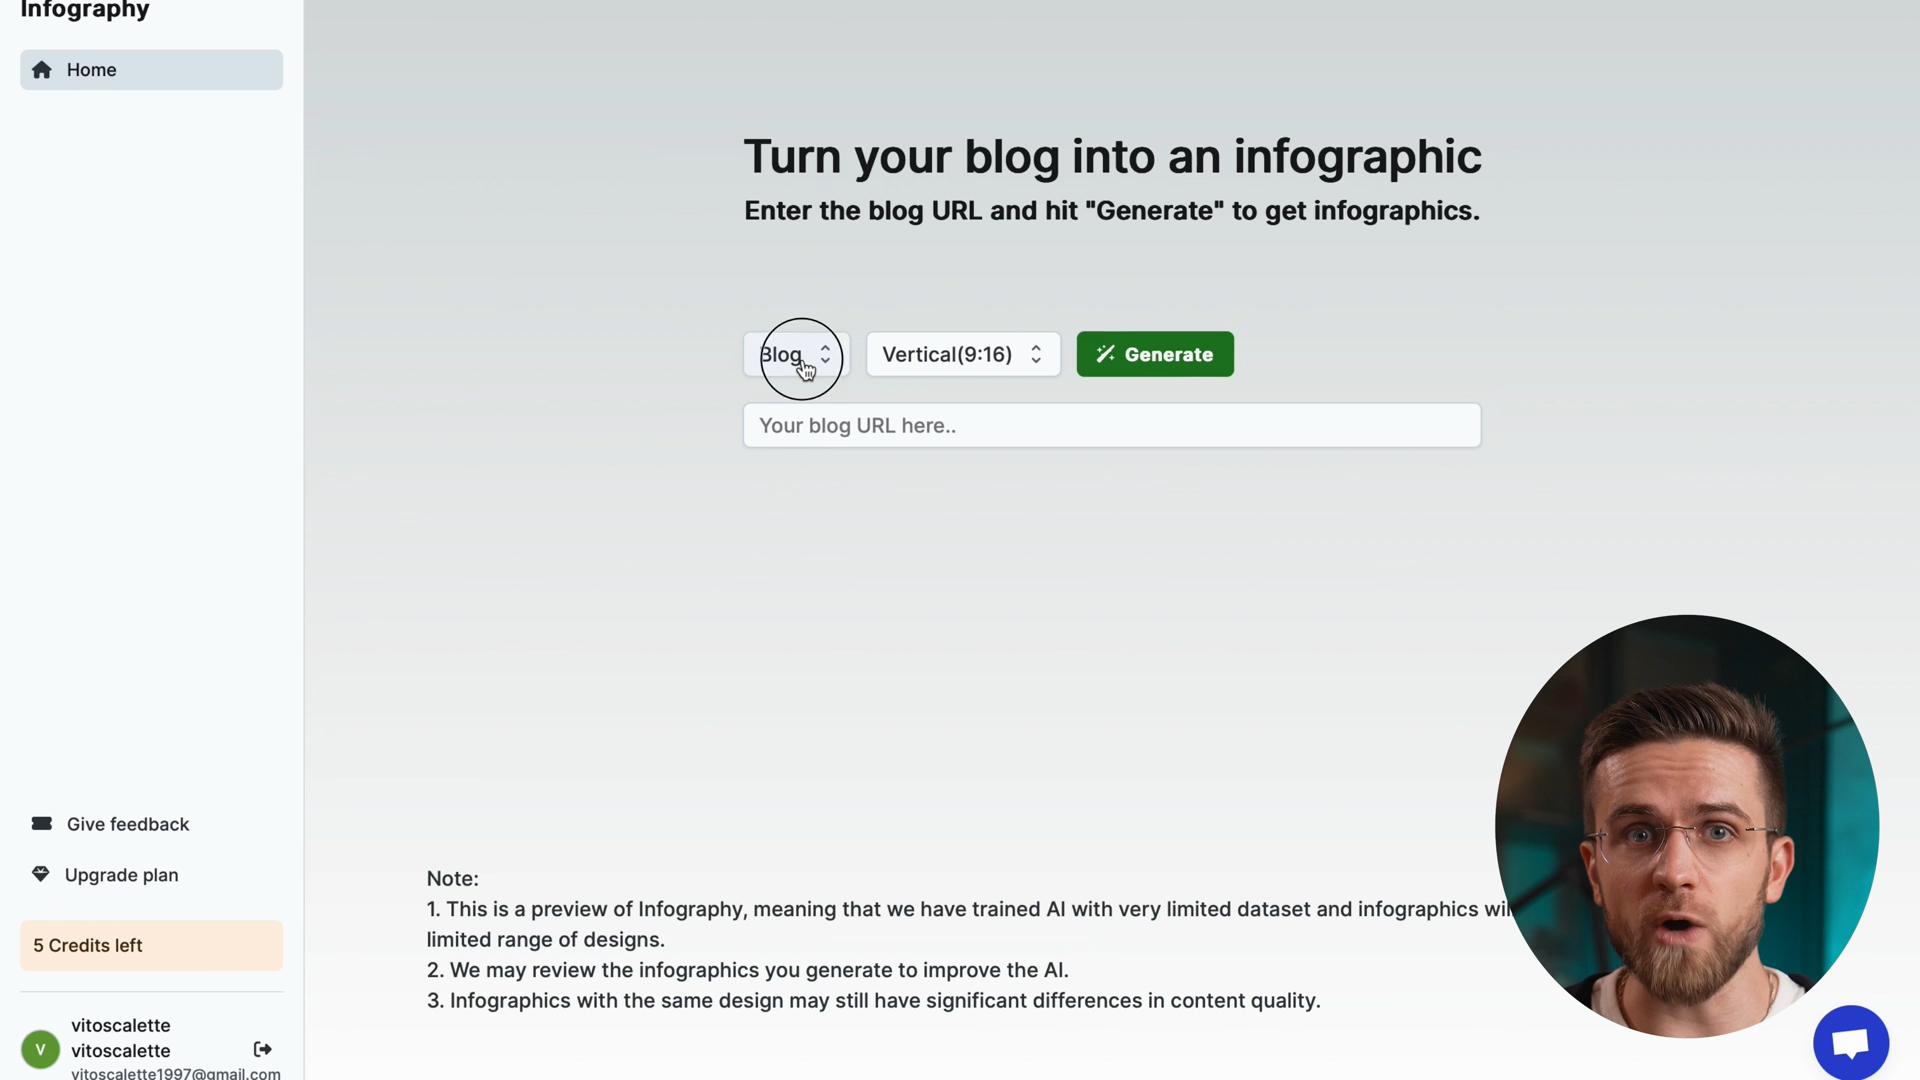 Infography
Home
Turn your blog into an infographic
Enter the blog URL and hit "Generate" to get infographics.
Blog
Vertical(9:16)
Generate
Your blog URL here..
Give feedback
Upgrade plan
5 Credits left
Note:
1. This is a preview of Infography, meaning that we have trained AI with very limited dataset and infographics
limited range of designs.
2. We may review the infographics you generate to improve the AI.
3. Infographics with the same design may still have significant differences in content quality.
V
vitoscalette
vitoscalette
vitoscalette1997@gmail.com